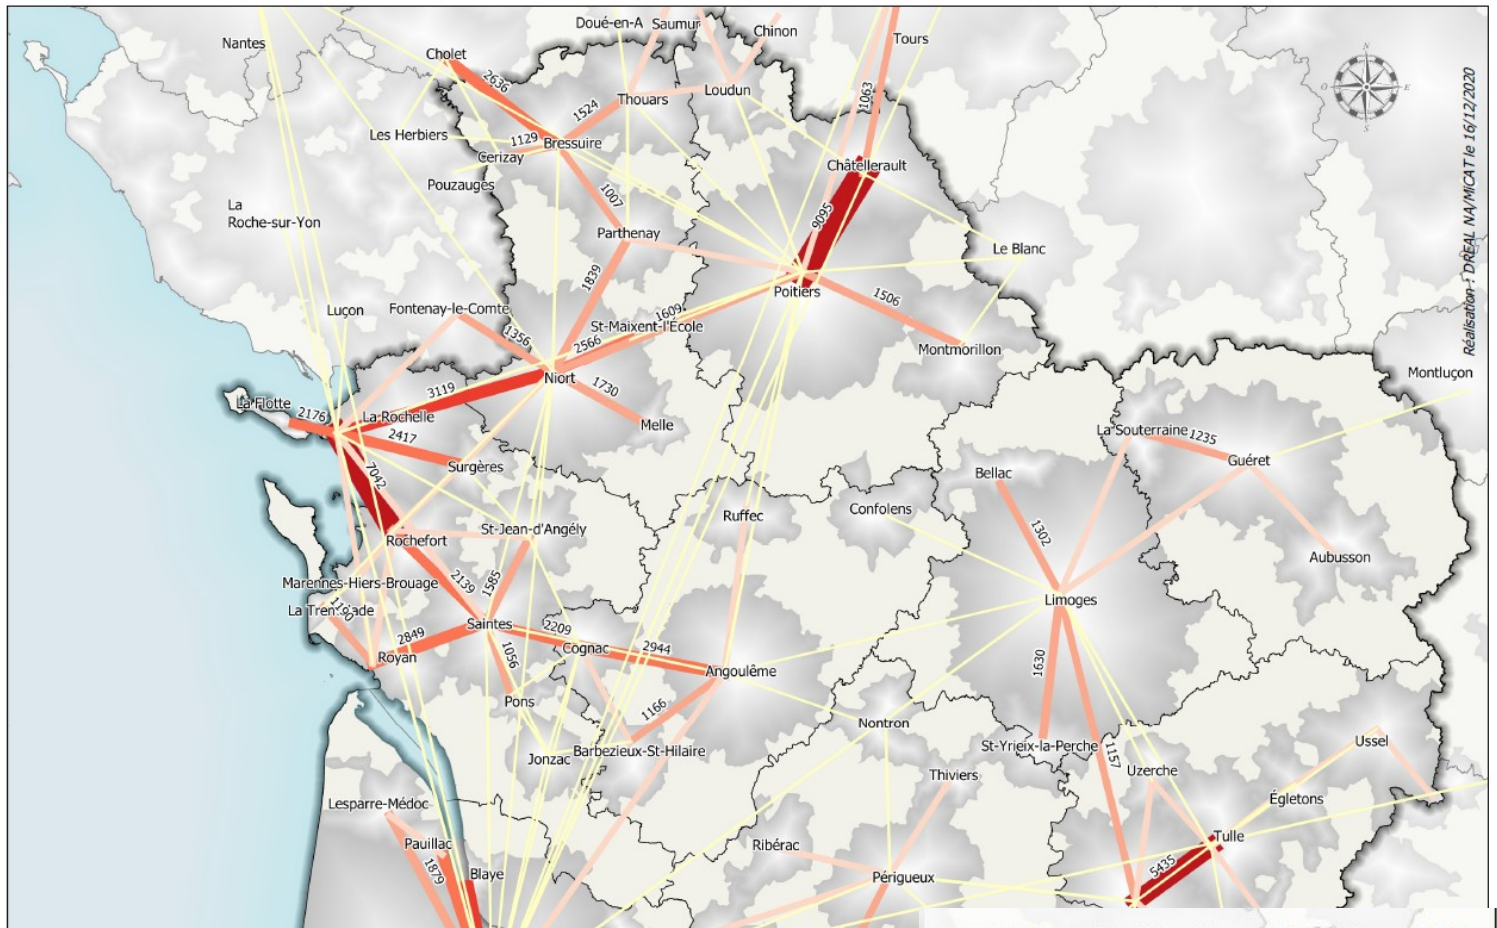 Doué-en-A
Saumur
Chinon
Nantes
Tours
Cholet
N
2636
1063
O
E
S
Loudun
Thouars
1524
Les Herbiers
1129
Bressuire
Cerizay
Châtellerault
Pouzauges
1007
La
Roche-sur-Yon
9095
Parthenay
Le Blanc
1839
Poitiers
1506
Luçon
Fontenay-le-Comte
1609
St-Maixent-l'École
1356
2566
Montmorillon
Réalisation : DREAL NA/MiCAT le 16/12/2020
Niort
Montluçon
3119
1730
La Flotte
2176
La Rochelle
Melle
2417
La Souterraine
1235
Surgères
Guéret
7042
Bellac
Ruffec
Confolens
St-Jean-d'Angély
1302
Rochefort
Aubusson
Marennes-Hiers-Brouage
2139
1585
La Tremblade
1190
Limoges
Saintes
2209
2849
Cognac
2944
Royan
1056
Angoulême
1630
Pons
1166
Nontron
Jonzac
Barbezieux-St-Hilaire
St-Yrieix-la-Perche
1157
Ussel
Uzerche
Thiviers
Lesparre-Médoc
Égletons
Pauillac
Ribérac
Tulle
1879
Blaye
Périgueux
5435